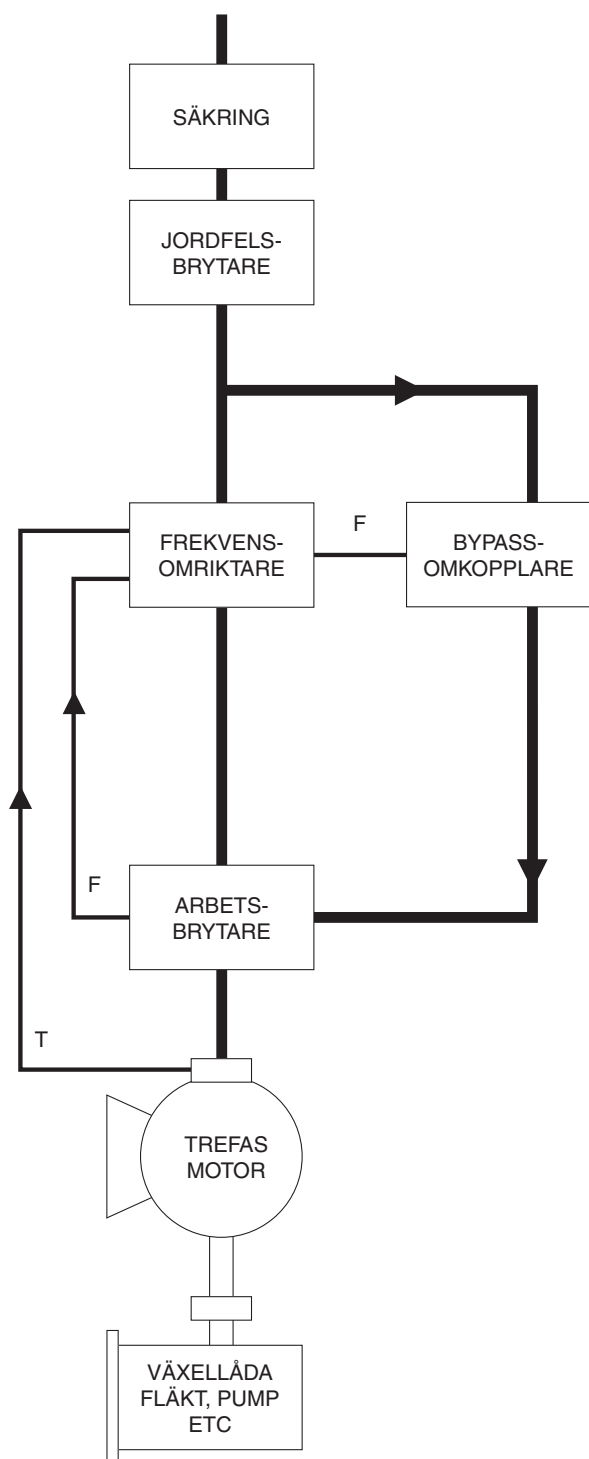 SÄKRING
JORDFELS-
BRYTARE
FREKVENS-
OMRIKTARE
F
BYPASS-
OMKOPPLARE
F
ARBETS-
BRYTARE
T
TREFAS
MOTOR
VÄXELLÅDA
FLÄKT, PUMP
ETC